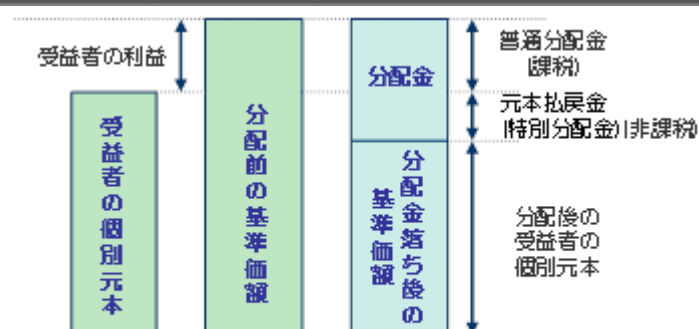 受益者の利益
受益者の個別元本
分配前の基準価額
分配金
分配金落ち後の
基準価額
普通分配金
(課税)
元本払戻金
(特別分配金)(非課税)
分配後の
受益者の
個別元本